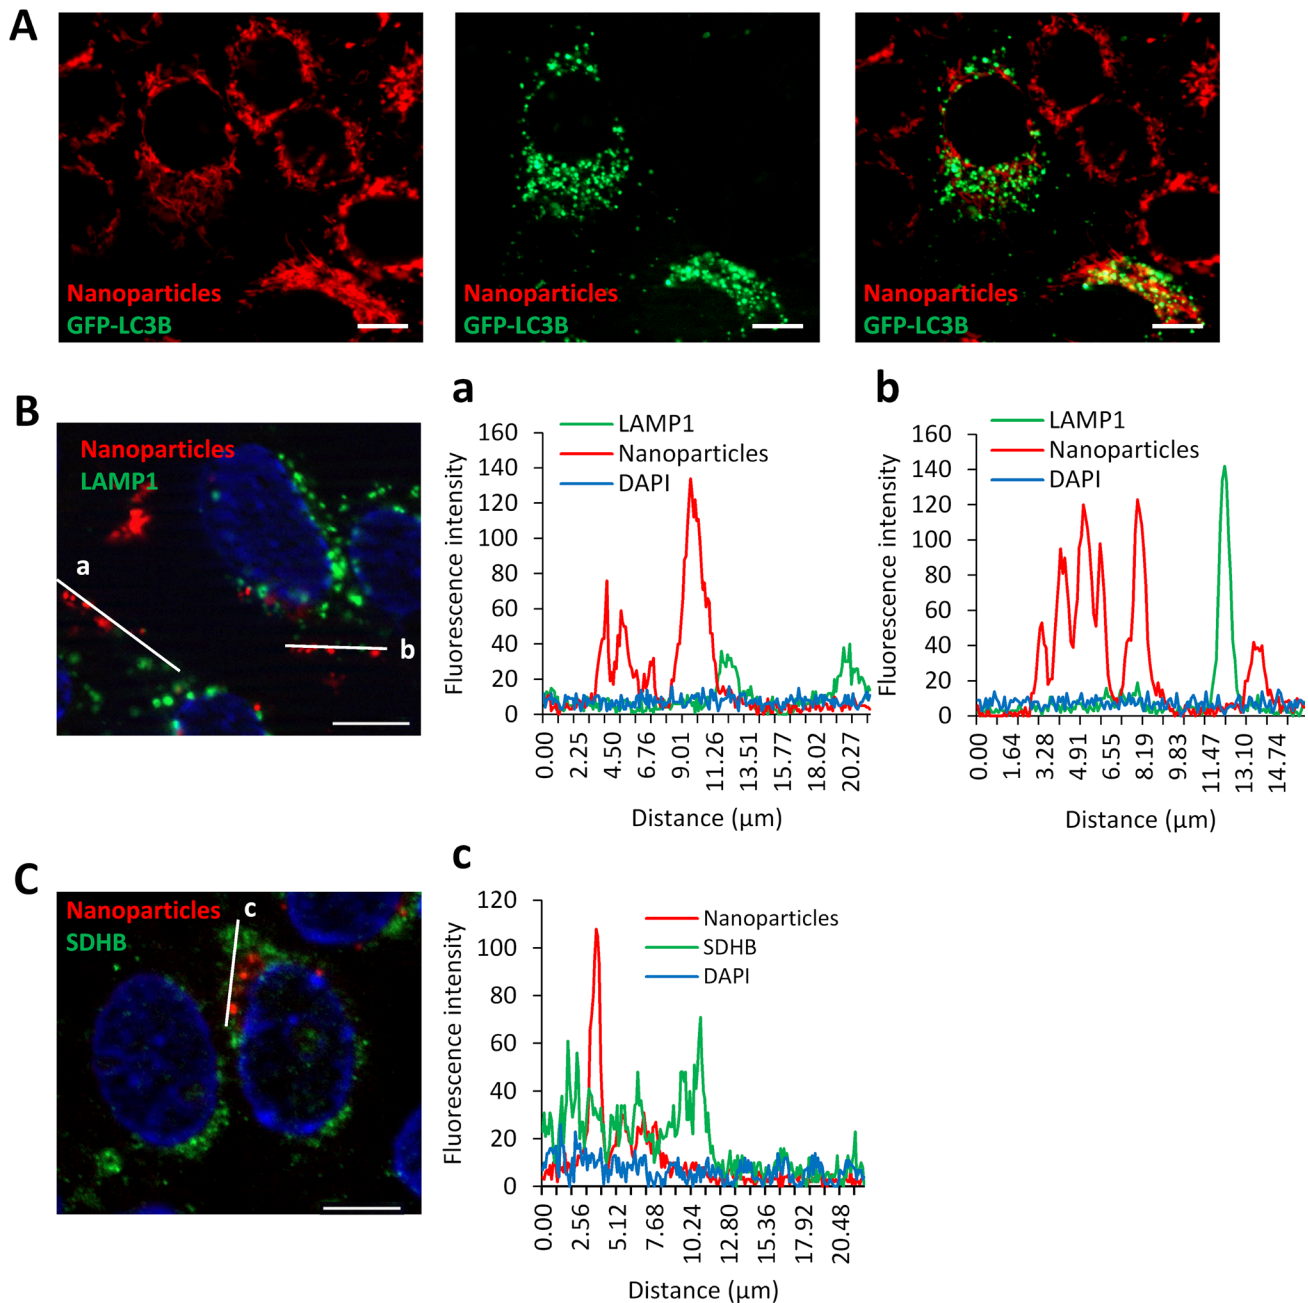 A
Nanoparticles
GFP-LC3B
Nanoparticles
GFP-LC3B
Nanoparticles
GFP-LC3B
B
Nanoparticles
LAMP1
a
b
a
LAMP1
Nanoparticles
DAPI
Fluorescence intensity
160
140
120
100
80
60
40
20
0
0.00
2.25
4.50
6.76
9.01
11.26
13.51
15.77
18.02
20.27
Distance (µm)
b
LAMP1
Nanoparticles
DAPI
Fluorescence intensity
160
140
120
100
80
60
40
20
0
0.00
1.64
3.28
4.91
6.55
8.19
9.83
11.47
13.10
14.74
Distance (µm)
C
Nanoparticles
SDHB
c
c
Nanoparticles
SDHB
DAPI
Fluorescence intensity
120
100
80
60
40
20
0
0.00
2.56
5.12
7.68
10.24
12.80
15.36
17.92
20.48
Distance (µm)